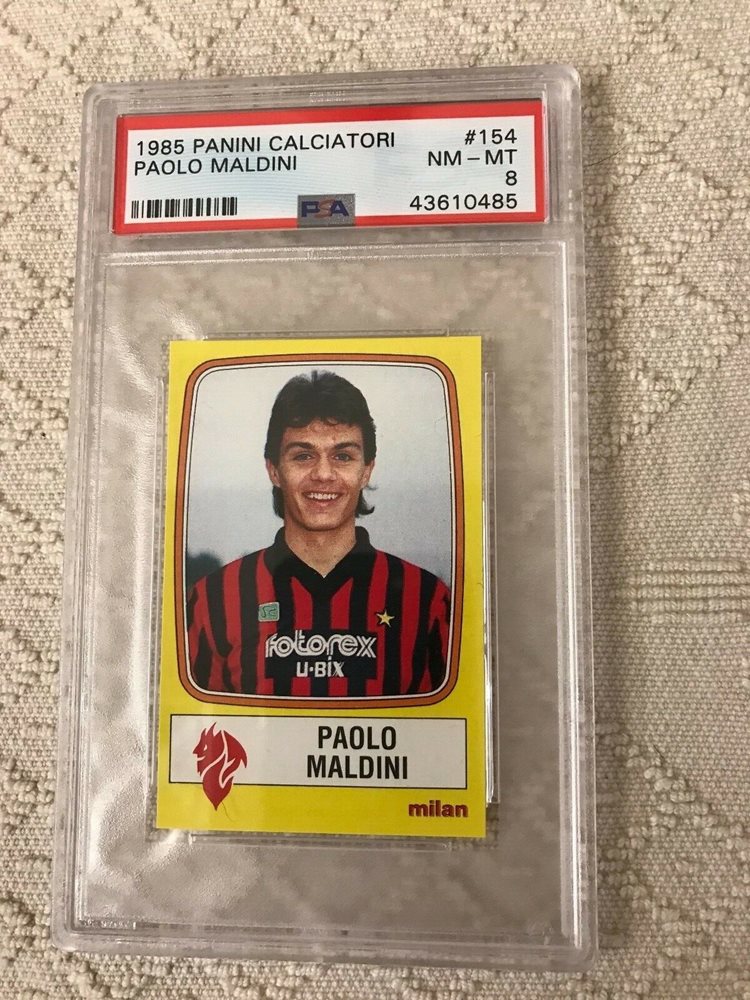 1985 PANINI CALCIATORI #154
PAOLO MALDINI NM-MT
8
PSA 43610485
fotorex
U·BIX
PAOLO
MALDINI
milan